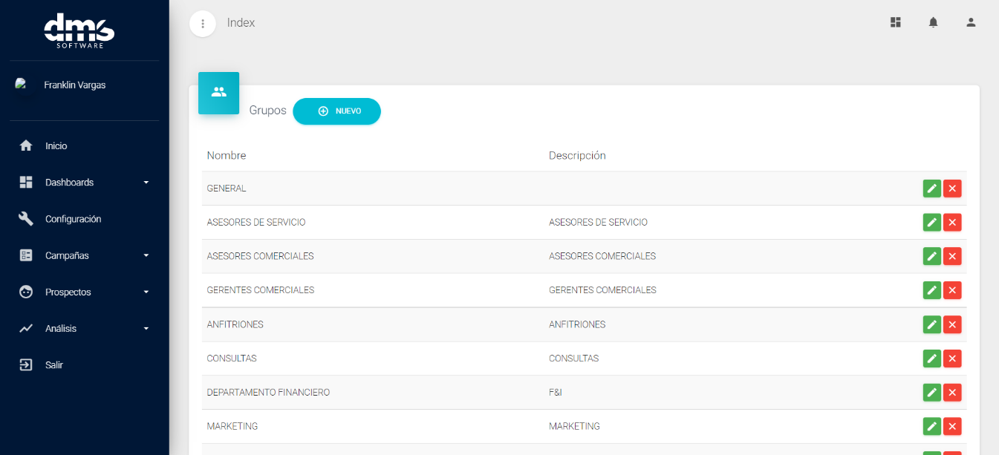 dms
SOFTWARE
Index
Franklin Vargas
Inicio
Dashboards
Configuración
Campañas
Prospectos
Análisis
Salir
Grupos
NUEVO
Nombre Descripción
GENERAL
ASESORES DE SERVICIO ASESORES DE SERVICIO
ASESORES COMERCIALES ASESORES COMERCIALES
GERENTES COMERCIALES GERENTES COMERCIALES
ANFITRIONES ANFITRIONES
CONSULTAS CONSULTAS
DEPARTAMENTO FINANCIERO F&I
MARKETING MARKETING